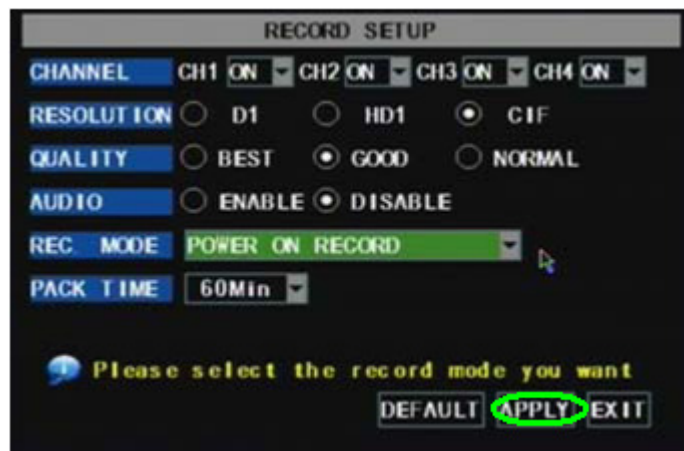 RECORD SETUP
CHANNEL CH1 ON CH2 ON CH3 ON CH4 ON
RESOLUTION D1 HD1 CIF
QUALITY BEST GOOD NORMAL
AUDIO ENABLE DISABLE
REC MODE POWER ON RECORD
PACK TIME 60Min
Please select the record mode you want
DEFAULT APPLY EXIT